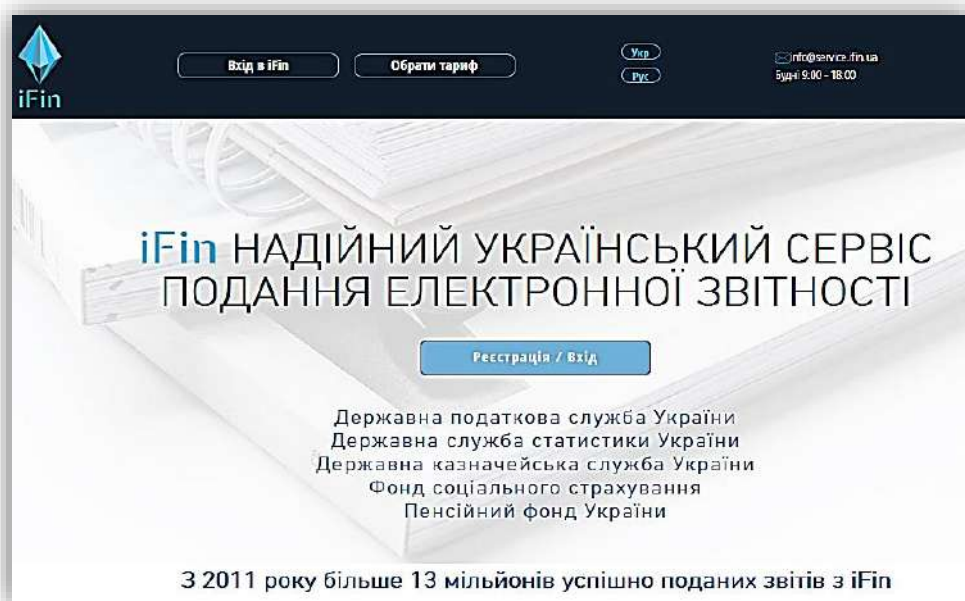 iFin
Вхід в iFin
Обрати тариф
Укр
Рус
info@service.ifin.ua
Будні 9:00 - 18:00
iFin НАДІЙНИЙ УКРАЇНСЬКИЙ СЕРВІС
ПОДАННЯ ЕЛЕКТРОННОЇ ЗВІТНОСТІ
Реєстрація / Вхід
Державна податкова служба України
Державна служба статистики України
Державна казначейська служба України
Фонд соціального страхування
Пенсійний фонд України
З 2011 року більше 13 мільйонів успішно поданих звітів з iFin